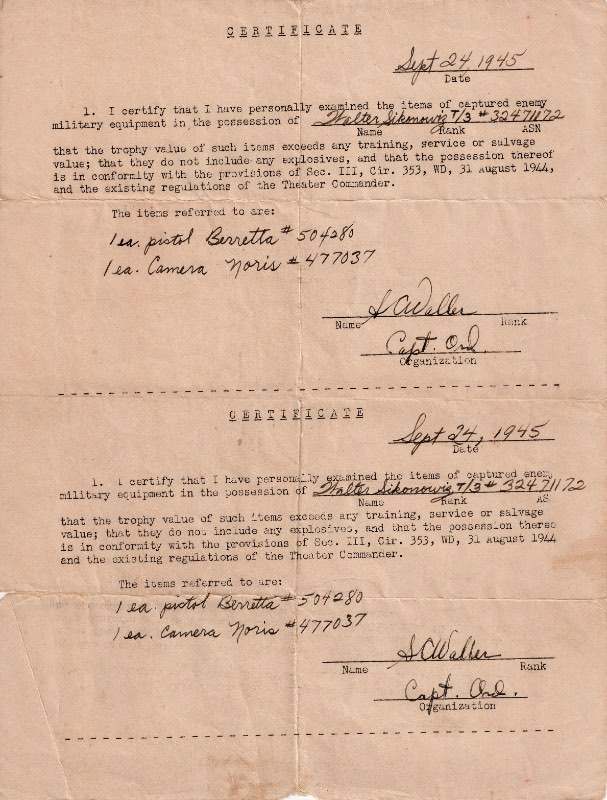 CERTIFICATE
Sept 24, 1945
Date
1. I certify that I have personally examined the items of captured enemy
military equipment in the possession of Walter Sikonowiz T/3 # 32471172
Name Rank ASN
that the trophy value of such items exceeds any training, service or salvage
value; that they do not include any explosives, and that the possession thereof
is in conformity with the provisions of Sec. III, Cir. 353, WD, 31 August 1944,
and the existing regulations of the Theater Commander.
The items referred to are:
1 ea. pistol Berretta # 504280
1 ea. Camera Noris # 477037
S A Waller
Name Rank
Capt. Ord.
Organization
CERTIFICATE
Sept 24, 1945
Date
1. I certify that I have personally examined the items of captured enemy
military equipment in the possession of Walter Sikonowiz T/3 # 32471172
Name Rank AS
that the trophy value of such items exceeds any training, service or salvage
value; that they do not include any explosives, and that the possession therso
is in conformity with the provisions of Sec. III, Cir. 353, WD, 31 August 1944
and the existing regulations of the Theater Commander.
The items referred to are:
1 ea. pistol Berretta # 504280
1 ea. Camera Noris # 477037
S A Waller
Name Rank
Capt. Ord.
Organization